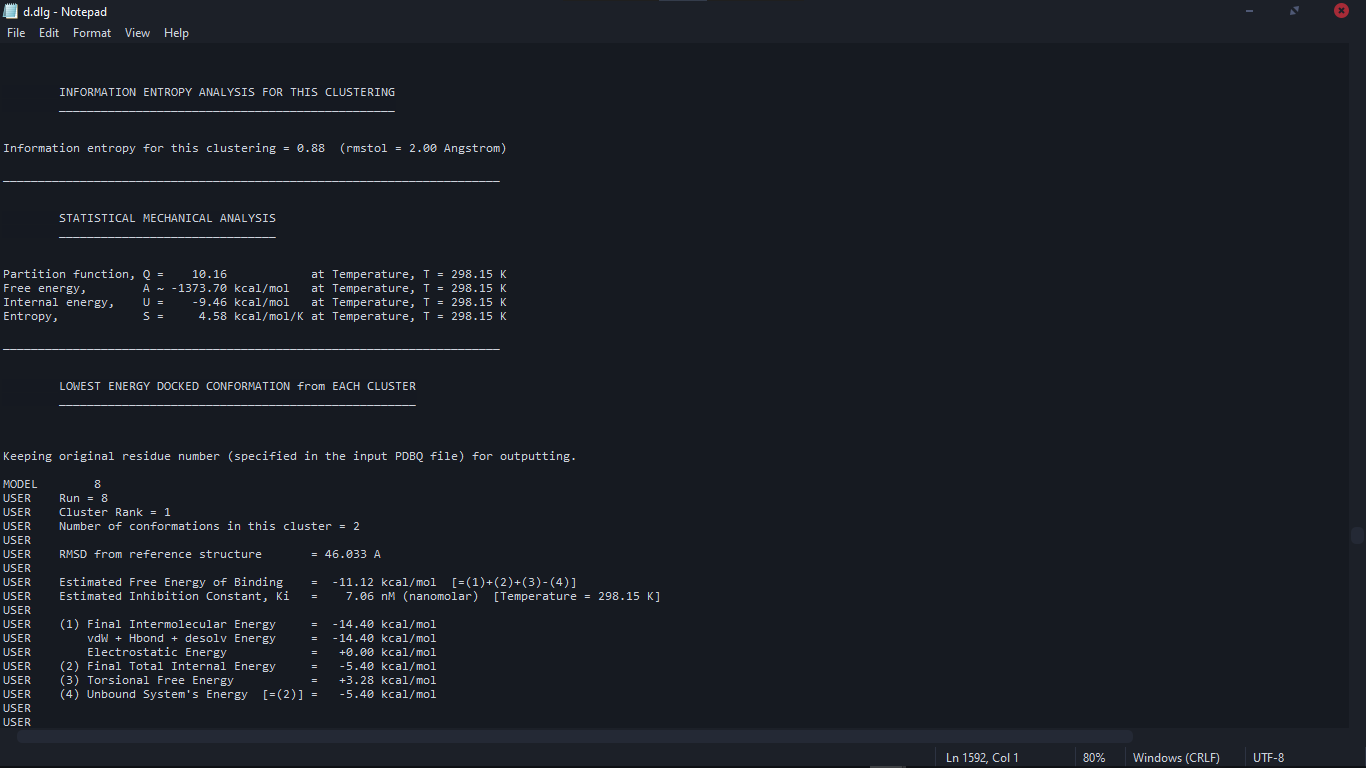 d.dlg - Notepad
File Edit Format View Help
INFORMATION ENTROPY ANALYSIS FOR THIS CLUSTERING
Information entropy for this clustering = 0.88  (rmstol = 2.00 Angstrom)
STATISTICAL MECHANICAL ANALYSIS
Partition function, Q =    10.16            at Temperature, T = 298.15 K
Free energy,        A ~ -1373.70 kcal/mol   at Temperature, T = 298.15 K
Internal energy,    U =    -9.46 kcal/mol   at Temperature, T = 298.15 K
Entropy,            S =     4.58 kcal/mol/K at Temperature, T = 298.15 K
LOWEST ENERGY DOCKED CONFORMATION from EACH CLUSTER
Keeping original residue number (specified in the input PDBQ file) for outputting.
MODEL        8
USER    Run = 8
USER    Cluster Rank = 1
USER    Number of conformations in this cluster = 2
USER
USER    RMSD from reference structure       = 46.033 A
USER
USER    Estimated Free Energy of Binding    =  -11.12 kcal/mol  [=(1)+(2)+(3)-(4)]
USER    Estimated Inhibition Constant, Ki   =    7.06 nM (nanomolar)  [Temperature = 298.15 K]
USER
USER    (1) Final Intermolecular Energy     =  -14.40 kcal/mol
USER        vdW + Hbond + desolv Energy     =  -14.40 kcal/mol
USER        Electrostatic Energy            =   +0.00 kcal/mol
USER    (2) Final Total Internal Energy     =   -5.40 kcal/mol
USER    (3) Torsional Free Energy           =   +3.28 kcal/mol
USER    (4) Unbound System's Energy  [=(2)] =   -5.40 kcal/mol
USER
USER
Ln 1592, Col 1 80% Windows (CRLF) UTF-8